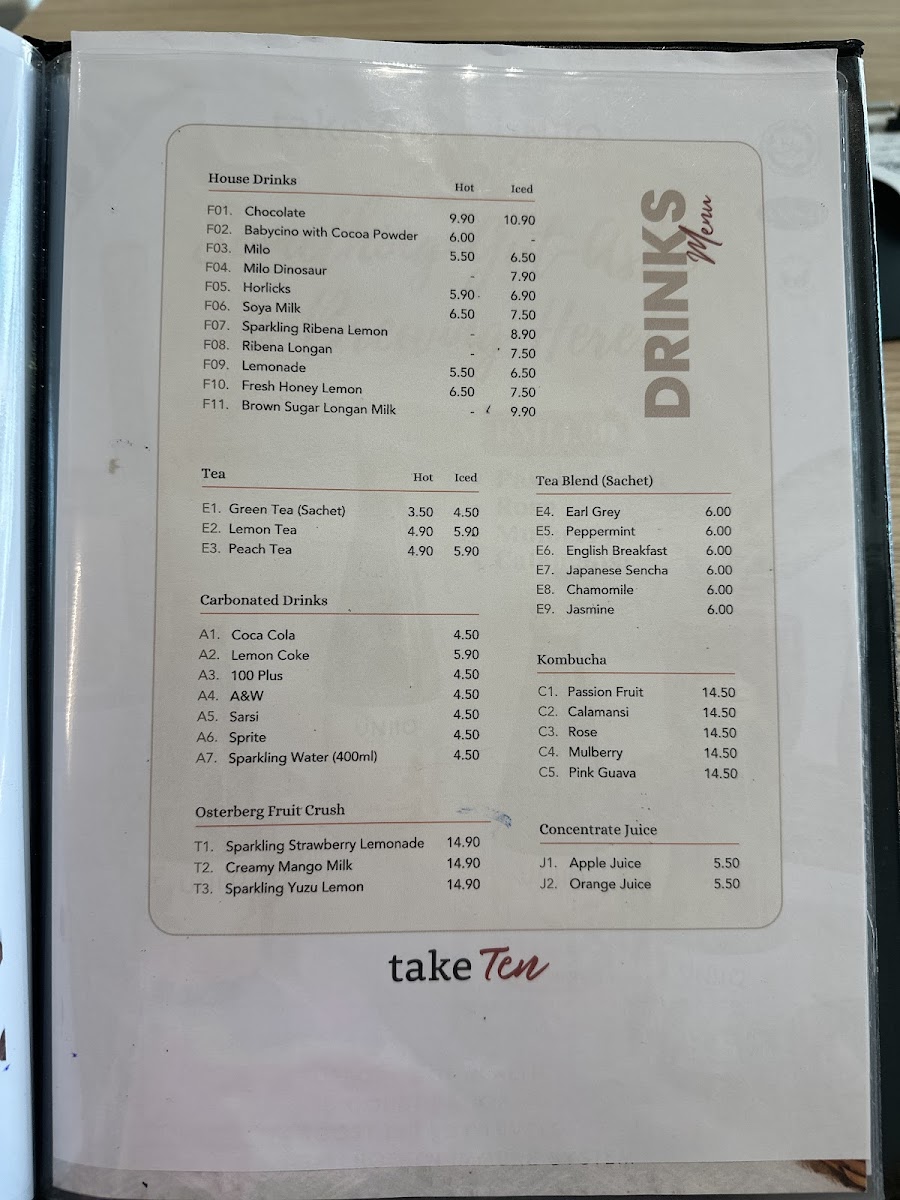 DRINKS
Menu
House Drinks Hot Iced
F01. Chocolate 9.90 10.90
F02. Babycino with Cocoa Powder 6.00 -
F03. Milo 5.50 6.50
F04. Milo Dinosaur - 7.90
F05. Horlicks 5.90 6.90
F06. Soya Milk 6.50 7.50
F07. Sparkling Ribena Lemon - 8.90
F08. Ribena Longan - 7.50
F09. Lemonade 5.50 6.50
F10. Fresh Honey Lemon 6.50 7.50
F11. Brown Sugar Longan Milk - 9.90
Tea Hot Iced
E1. Green Tea (Sachet) 3.50 4.50
E2. Lemon Tea 4.90 5.90
E3. Peach Tea 4.90 5.90
Carbonated Drinks
A1. Coca Cola 4.50
A2. Lemon Coke 5.90
A3. 100 Plus 4.50
A4. A&W 4.50
A5. Sarsi 4.50
A6. Sprite 4.50
A7. Sparkling Water (400ml) 4.50
Osterberg Fruit Crush
T1. Sparkling Strawberry Lemonade 14.90
T2. Creamy Mango Milk 14.90
T3. Sparkling Yuzu Lemon 14.90
Tea Blend (Sachet)
E4. Earl Grey 6.00
E5. Peppermint 6.00
E6. English Breakfast 6.00
E7. Japanese Sencha 6.00
E8. Chamomile 6.00
E9. Jasmine 6.00
Kombucha
C1. Passion Fruit 14.50
C2. Calamansi 14.50
C3. Rose 14.50
C4. Mulberry 14.50
C5. Pink Guava 14.50
Concentrate Juice
J1. Apple Juice 5.50
J2. Orange Juice 5.50
take Ten